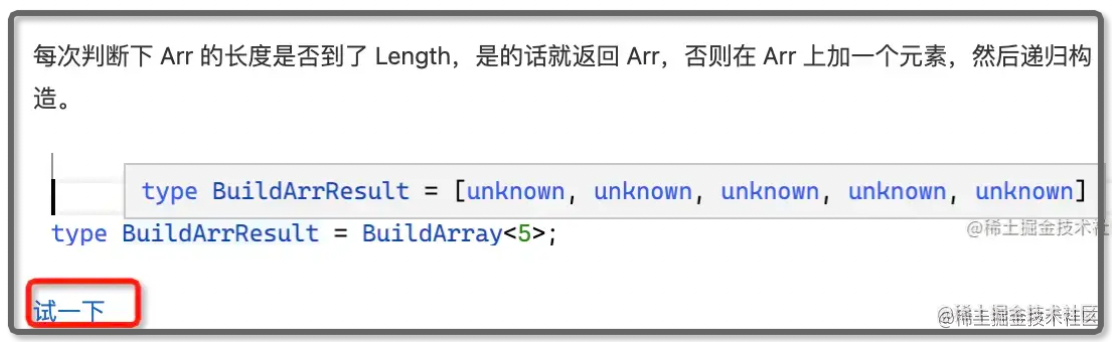 每次判断下 Arr 的长度是否到了 Length，是的话就返回 Arr，否则在 Arr 上加一个元素，然后递归构
造。
type BuildArrResult = [unknown, unknown, unknown, unknown, unknown]
type BuildArrResult = BuildArray<5>;
@稀土掘金技术社
试一下
@稀土掘金技术社区